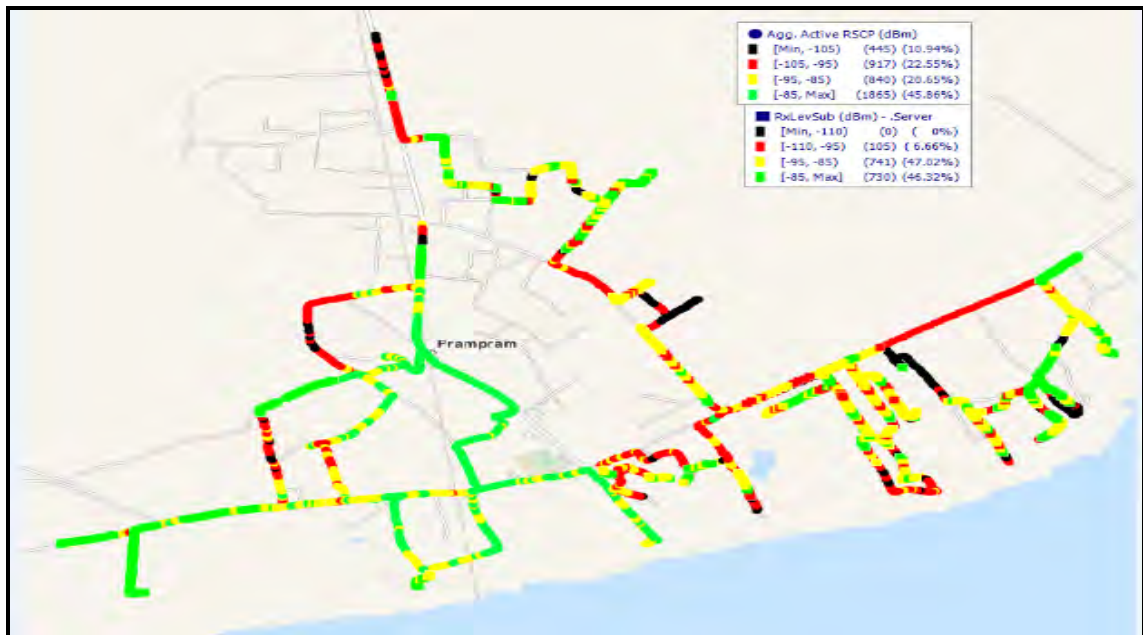 Agg. Active RSCP (dBm)
[Min, -105) (445) (10.94%)
[-105, -95) (917) (22.55%)
[-95, -85) (840) (20.65%)
[-85, Max] (1865) (45.86%)
RxLevSub (dBm) - .Server
[Min, -110) (0) ( 0%)
[-110, -95) (105) ( 6.66%)
[-95, -85) (741) (47.02%)
[-85, Max] (730) (46.32%)
Prampram